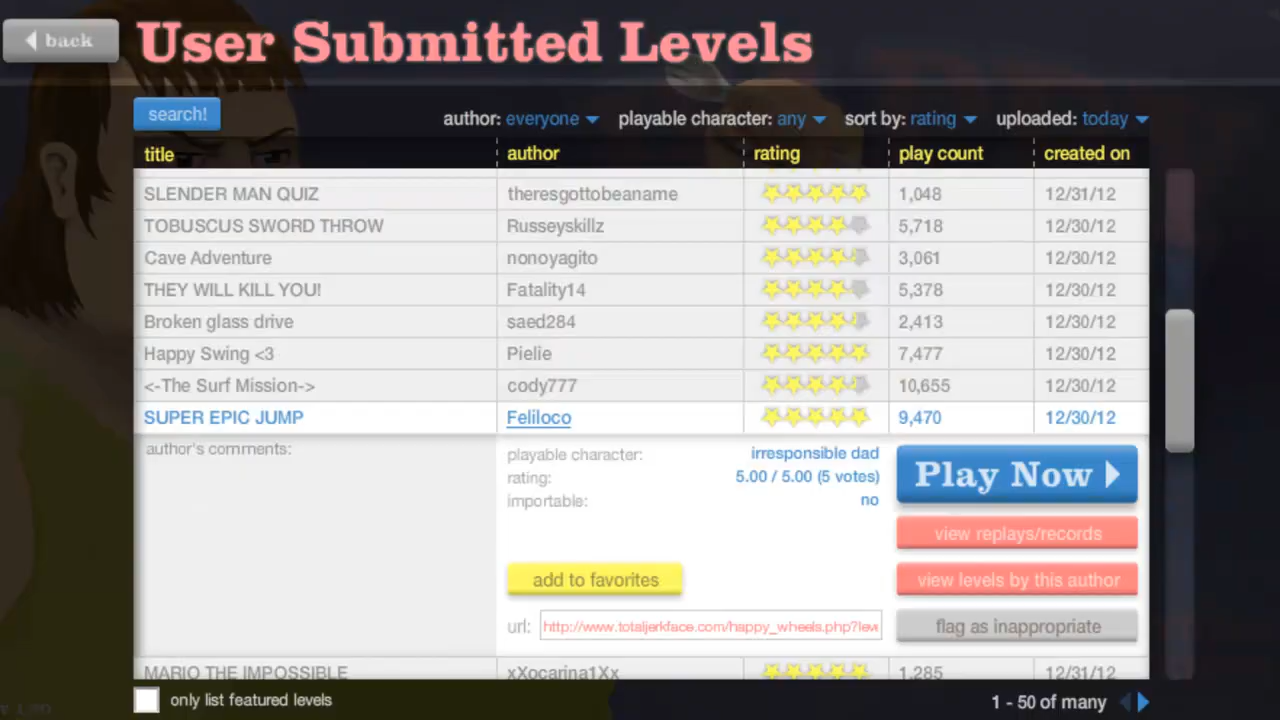 back
User Submitted Levels
search!
author: everyone playable character: any sort by: rating uploaded: today
title author rating play count created on
SLENDER MAN QUIZ theresgottobeaname 1,048 12/31/12
TOBUSCUS SWORD THROW Russeyskillz 5,718 12/30/12
Cave Adventure nonoyagito 3,061 12/30/12
THEY WILL KILL YOU! Fatality14 5,378 12/30/12
Broken glass drive saed284 2,413 12/30/12
Happy Swing <3 Pielie 7,477 12/30/12
<-The Surf Mission-> cody777 10,655 12/30/12
SUPER EPIC JUMP Feliloco 9,470 12/30/12
author's comments:
playable character: irresponsible dad
rating: 5.00 / 5.00 (5 votes)
importable: no
Play Now
view replays/records
add to favorites
view levels by this author
url: http://www.totaljerkface.com/happy_wheels.php?lev
flag as inappropriate
MARIO THE IMPOSSIBLE xXocarina1Xx 1,285 12/31/12
only list featured levels
1 - 50 of many